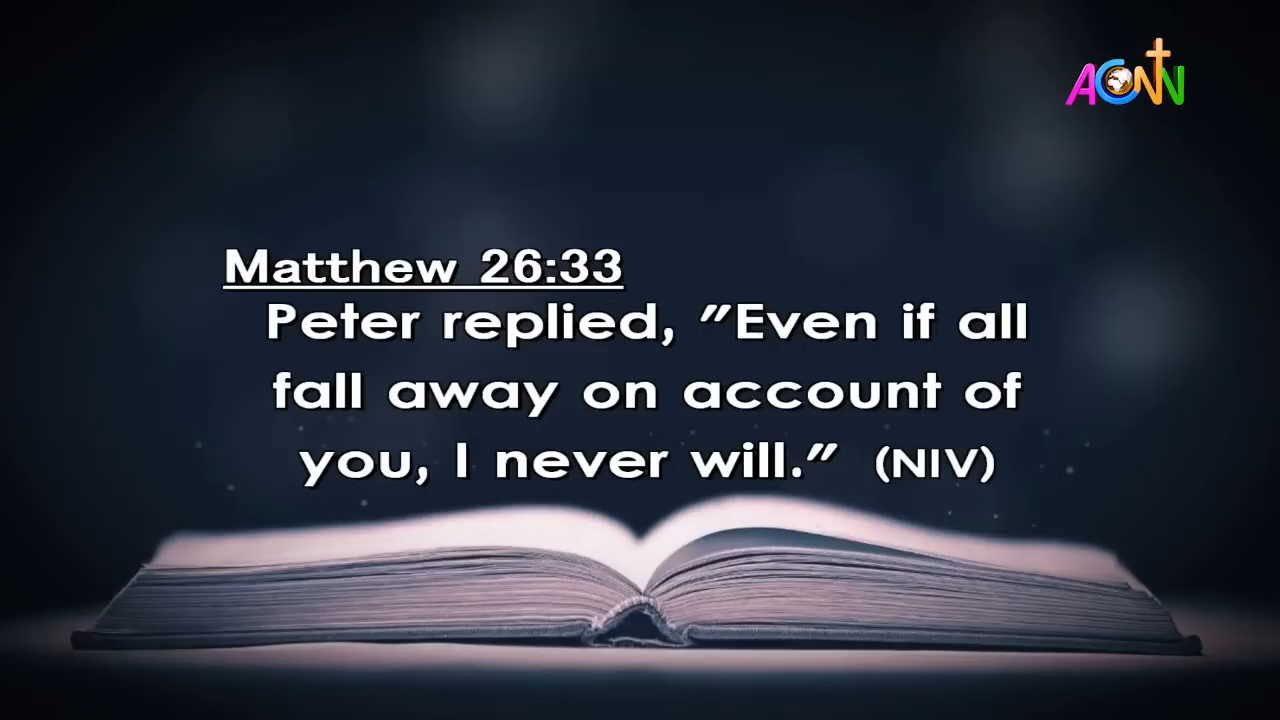 ACNN
Matthew 26:33
Peter replied, "Even if all
fall away on account of
you, I never will." (NIV)